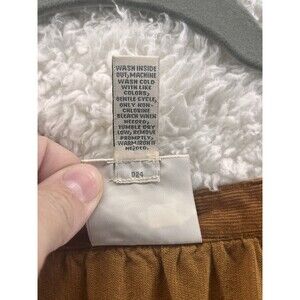 WASH INSIDE
OUT, MACHINE
WASH COLD
WITH LIKE
COLORS,
GENTLE CYCLE,
ONLY NON-
CHLORINE
BLEACH WHEN
NEEDED,
TUMBLE DRY
LOW, REMOVE
PROMPTLY,
WARM IRON IF
NEEDED.
024